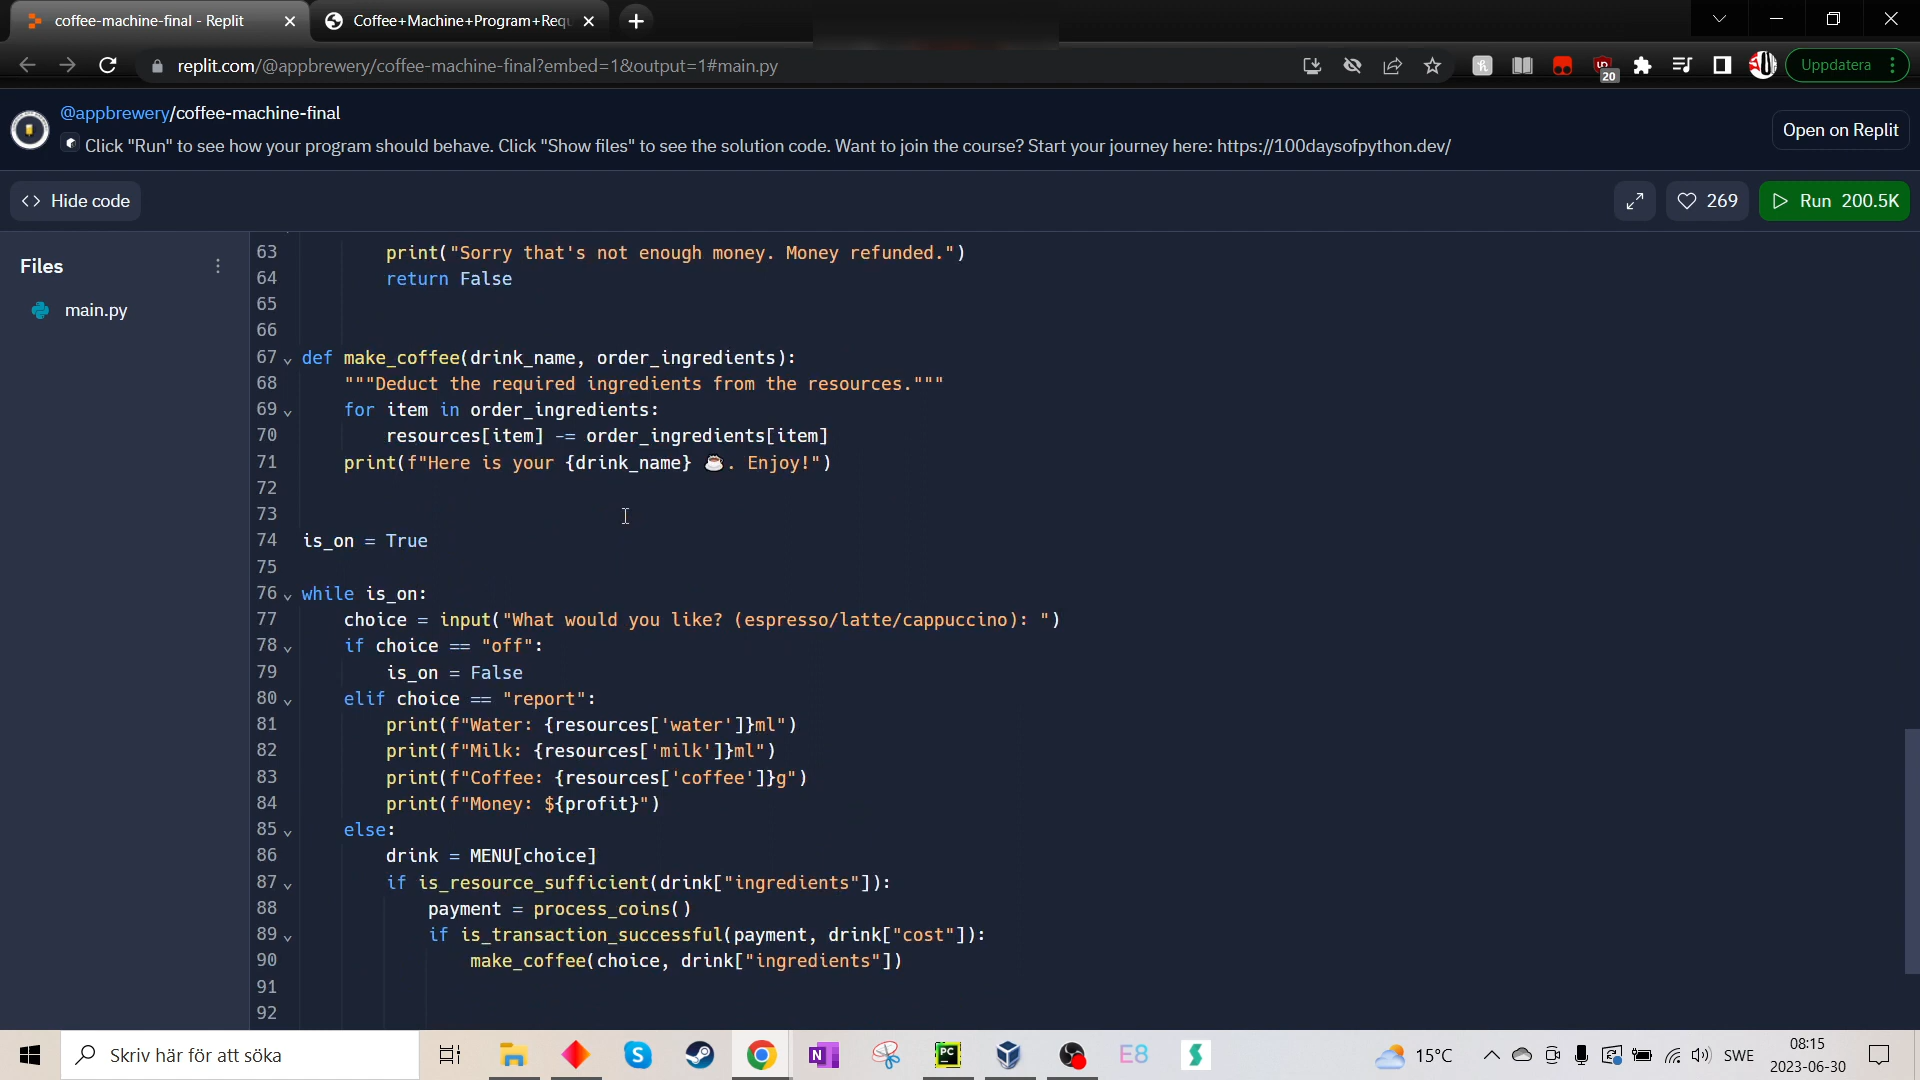 coffee-machine-final - Replit
Coffee+Machine+Program+Requ
replit.com/@appbrewery/coffee-machine-final?embed=1&output=1#main.py
20
Uppdatera
@appbrewery/coffee-machine-final
Click "Run" to see how your program should behave. Click "Show files" to see the solution code. Want to join the course? Start your journey here: https://100daysofpython.dev/
Open on Replit
Hide code
269
Run 200.5K
Files
main.py
63 print("Sorry that's not enough money. Money refunded.")
64 return False
65
66
67 def make_coffee(drink_name, order_ingredients):
68 """Deduct the required ingredients from the resources."""
69 for item in order_ingredients:
70 resources[item] -= order_ingredients[item]
71 print(f"Here is your {drink_name} ☕. Enjoy!")
72
73
74 is_on = True
75
76 while is_on:
77 choice = input("What would you like? (espresso/latte/cappuccino): ")
78 if choice == "off":
79 is_on = False
80 elif choice == "report":
81 print(f"Water: {resources['water']}ml")
82 print(f"Milk: {resources['milk']}ml")
83 print(f"Coffee: {resources['coffee']}g")
84 print(f"Money: ${profit}")
85 else:
86 drink = MENU[choice]
87 if is_resource_sufficient(drink["ingredients"]):
88 payment = process_coins()
89 if is_transaction_successful(payment, drink["cost"]):
90 make_coffee(choice, drink["ingredients"])
91
92
Skriv här för att söka
N
PC
E8
15°C
SWE
08:15
2023-06-30